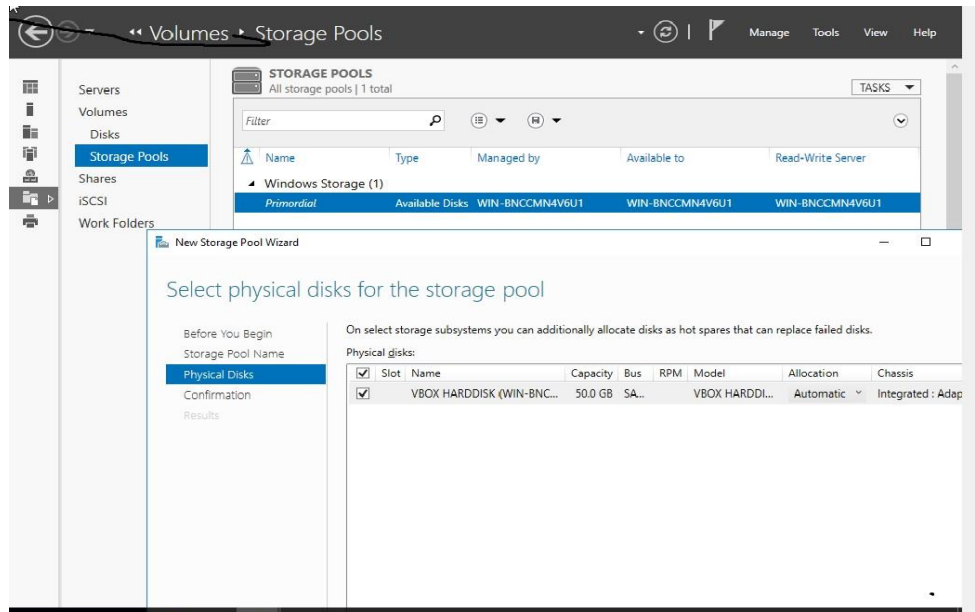 Volumes Storage Pools
Manage Tools View Help
Servers
Volumes
Disks
Storage Pools
Shares
iSCSI
Work Folders
STORAGE POOLS
All storage pools | 1 total
TASKS
Filter
Name Type Managed by Available to Read-Write Server
Windows Storage (1)
Primordial Available Disks WIN-BNCCMN4V6U1 WIN-BNCCMN4V6U1 WIN-BNCCMN4V6U1
New Storage Pool Wizard
Select physical disks for the storage pool
Before You Begin
Storage Pool Name
Physical Disks
Confirmation
Results
On select storage subsystems you can additionally allocate disks as hot spares that can replace failed disks.
Physical disks:
Slot Name Capacity Bus RPM Model Allocation Chassis
VBOX HARDDISK (WIN-BNC... 50.0 GB SA... VBOX HARDDI... Automatic Integrated : Adap